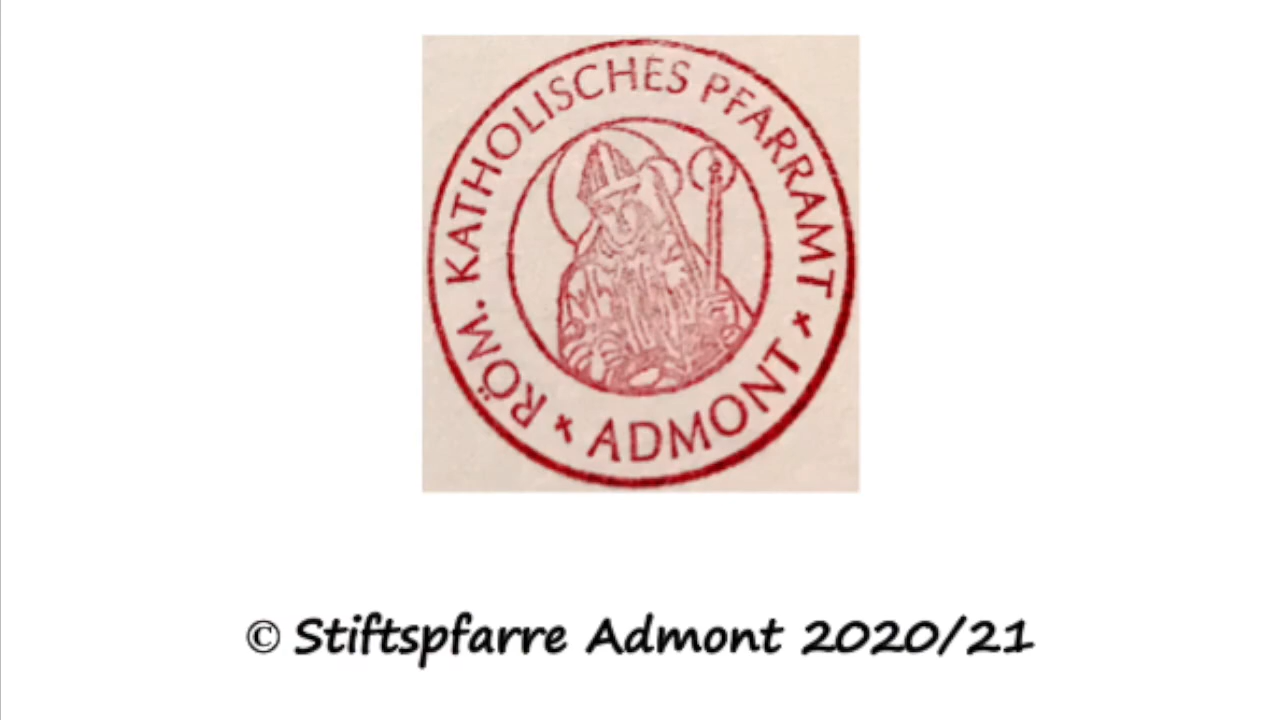 RÖM. KATHOLISCHES PFARRAMT
* ADMONT *
© Stiftspfarre Admont 2020/21